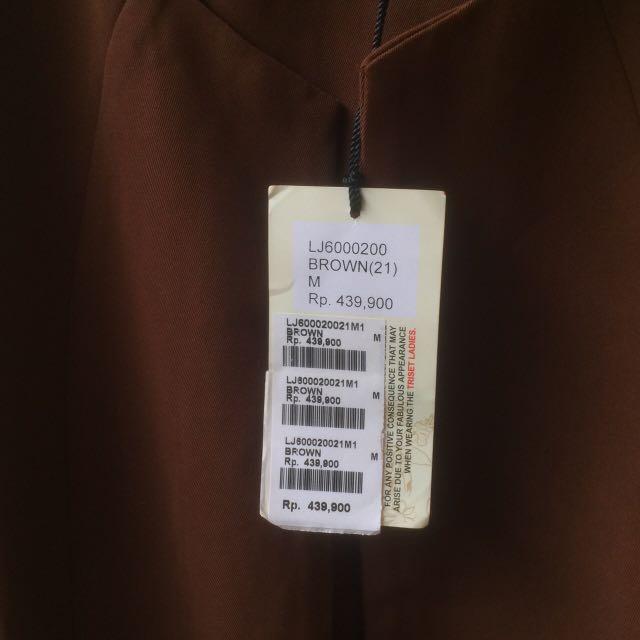 LJ6000200
BROWN(21)
M
Rp. 439,900
LJ600020021M1
BROWN M
Rp. 439,900
LJ600020021M1
BROWN M
Rp. 439,900
LJ600020021M1
BROWN M
Rp. 439,900
Rp. 439,900
FOR ANY POSITIVE CONSEQUENCE THAT MAY
ARISE DUE TO YOUR FABULOUS APPEARANCE
WHEN WEARING THE TRISET LADIES.